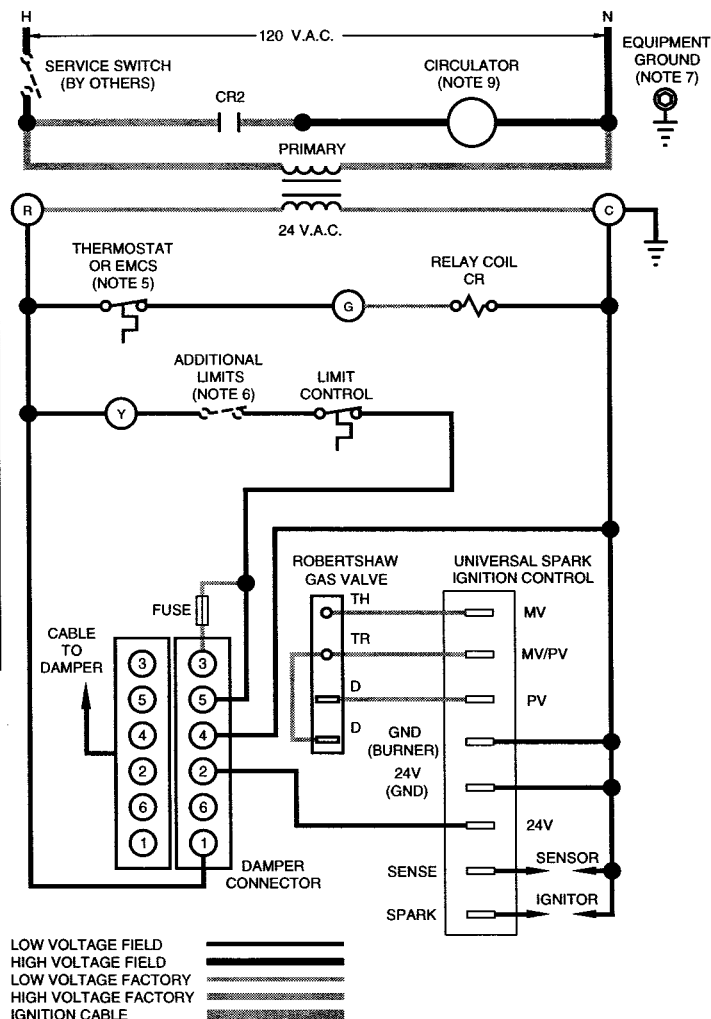 H
N
120 V.A.C.
EQUIPMENT
GROUND
(NOTE 7)
SERVICE SWITCH
(BY OTHERS)
CIRCULATOR
(NOTE 9)
CR2
PRIMARY
R
C
24 V.A.C.
THERMOSTAT
OR EMCS
(NOTE 5)
RELAY COIL
CR
G
ADDITIONAL
LIMITS
(NOTE 6)
LIMIT
CONTROL
Y
ROBERTSHAW
GAS VALVE
UNIVERSAL SPARK
IGNITION CONTROL
FUSE
TH
MV
CABLE
TO
DAMPER
TR
MV/PV
3
3
5
5
D
PV
4
4
D
GND
(BURNER)
2
2
24V
(GND)
6
6
24V
1
1
DAMPER
CONNECTOR
SENSE
SENSOR
SPARK
IGNITOR
LOW VOLTAGE FIELD
HIGH VOLTAGE FIELD
LOW VOLTAGE FACTORY
HIGH VOLTAGE FACTORY
IGNITION CABLE